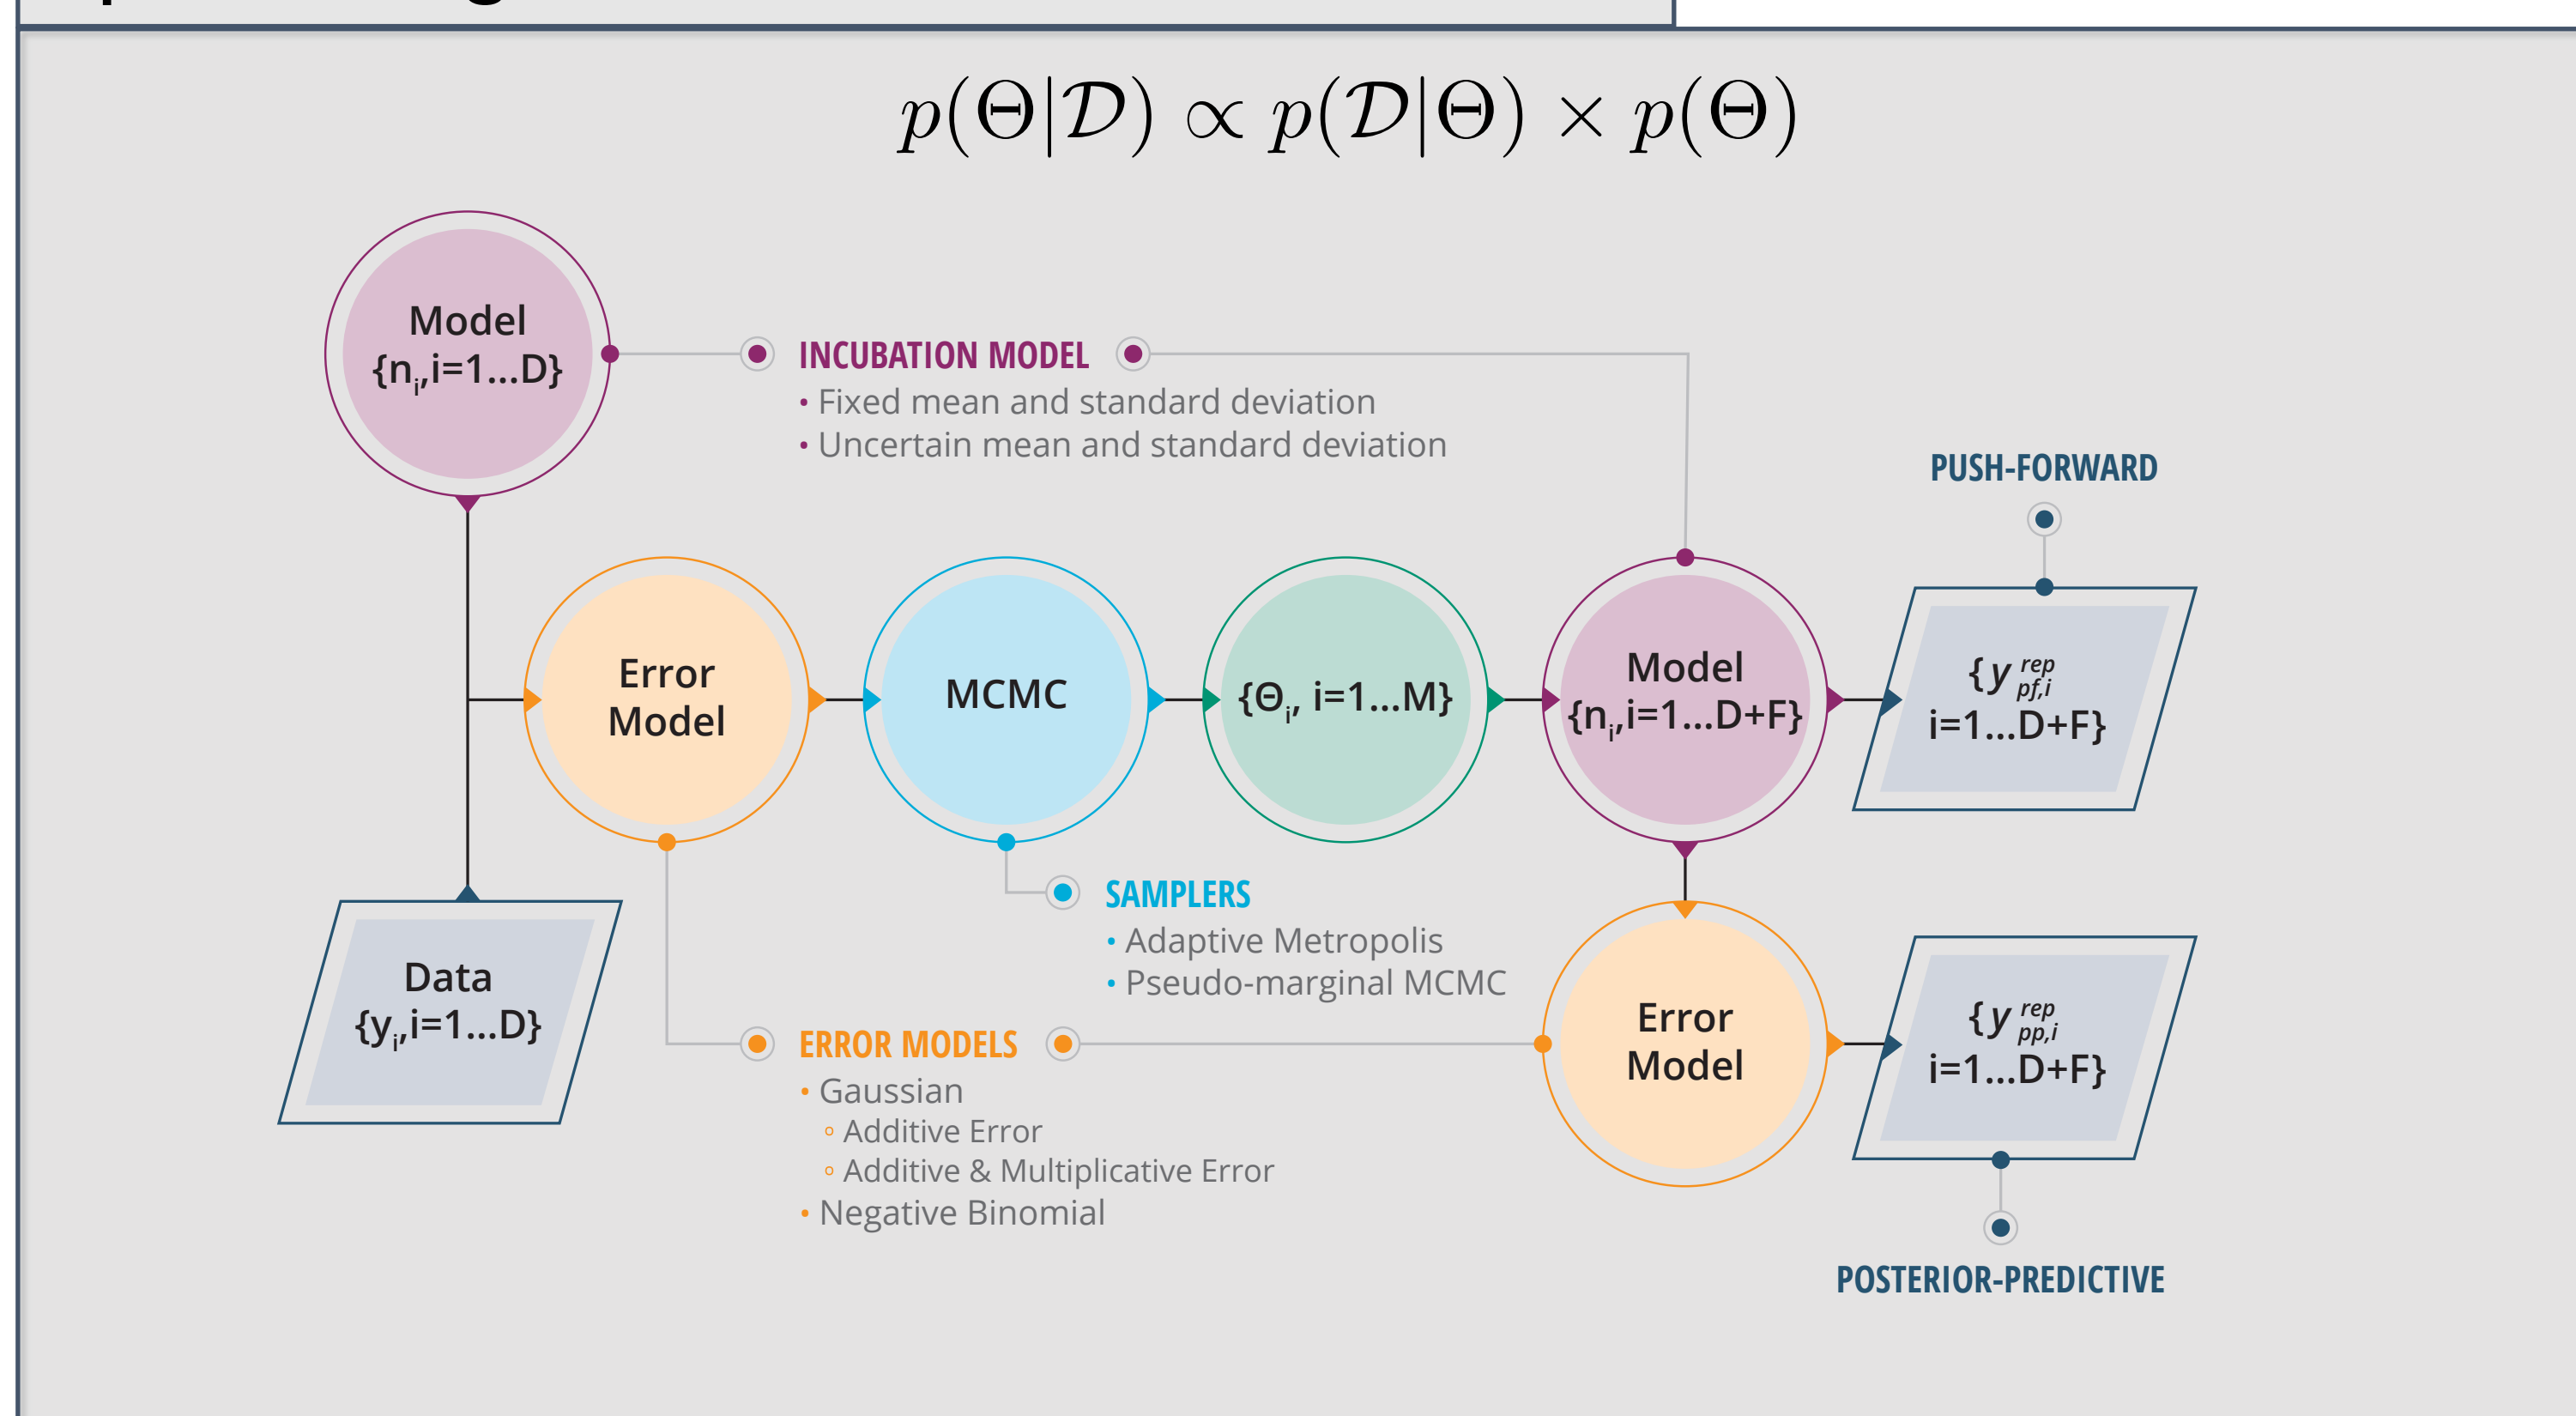 p(Θ|𝒟) ∝ p(𝒟|Θ) × p(Θ)
Model
{nᵢ,i=1...D}
INCUBATION MODEL
• Fixed mean and standard deviation
• Uncertain mean and standard deviation
PUSH-FORWARD
Error
Model
MCMC
{Θᵢ, i=1...M}
Model
{nᵢ,i=1...D+F}
{y rep pf,i
i=1...D+F}
SAMPLERS
• Adaptive Metropolis
• Pseudo-marginal MCMC
Data
{yᵢ,i=1...D}
ERROR MODELS
• Gaussian
◦ Additive Error
◦ Additive & Multiplicative Error
• Negative Binomial
Error
Model
{y rep pp,i
i=1...D+F}
POSTERIOR-PREDICTIVE